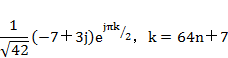 1/√42 (-7+3j)e^(jπk/2), k = 64n+7